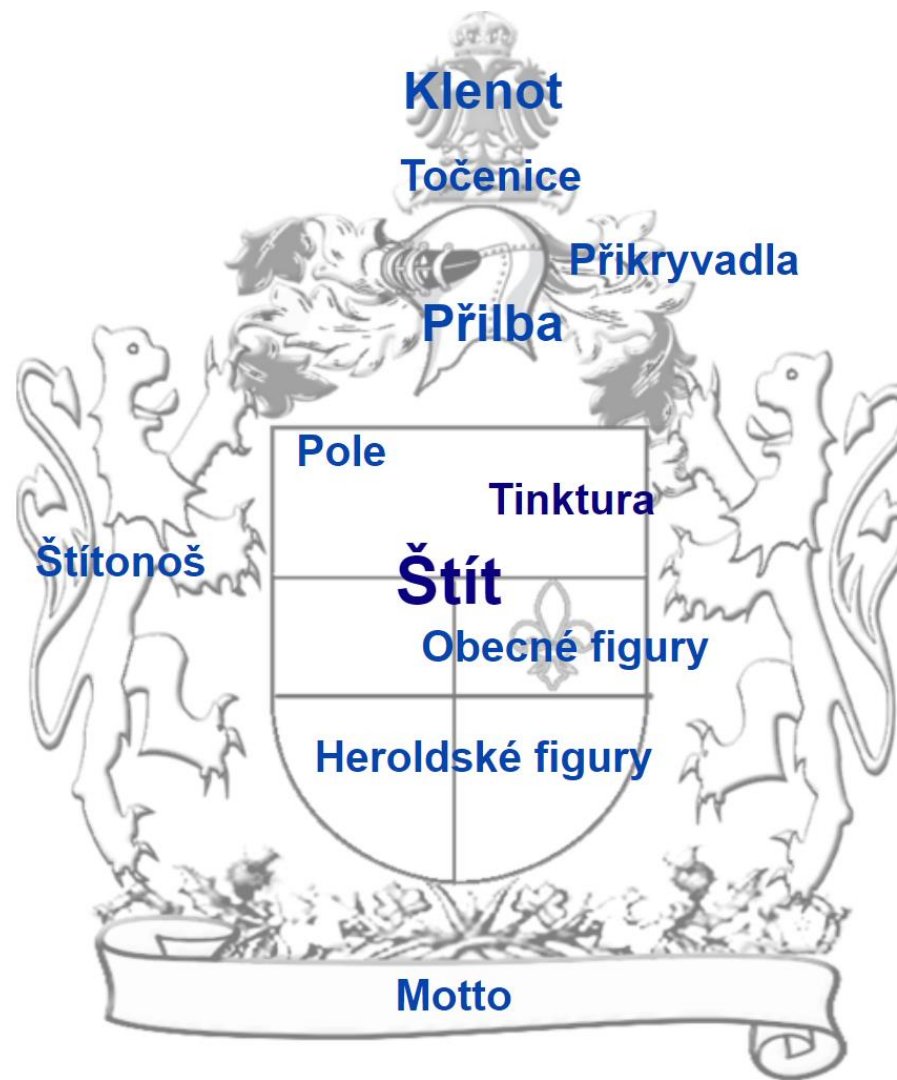 Klenot
Točenice
Přikryvadla
Přilba
Pole
Tinktura
Štítonoš
Štít
Obecné figury
Heroldské figury
Motto